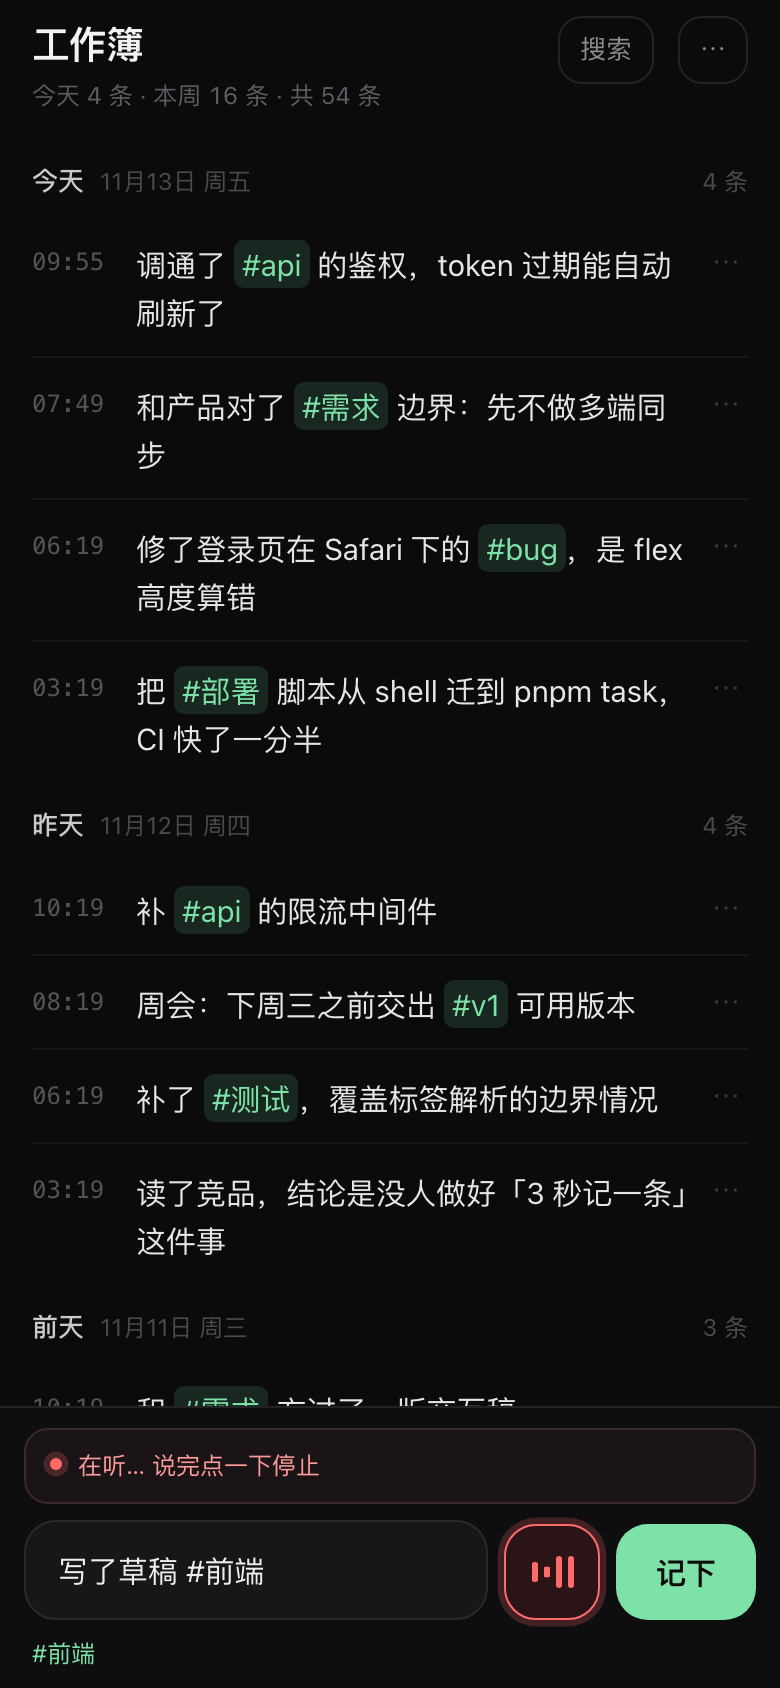 工作簿
搜索
···
今天 4 条 · 本周 16 条 · 共 54 条
今天 11月13日 周五 4 条
09:55 调通了 #api 的鉴权，token 过期能自动 ···
刷新了
07:49 和产品对了 #需求 边界：先不做多端同 ···
步
06:19 修了登录页在 Safari 下的 #bug，是 flex ···
高度算错
03:19 把 #部署 脚本从 shell 迁到 pnpm task， ···
CI 快了一分半
昨天 11月12日 周四 4 条
10:19 补 #api 的限流中间件 ···
08:19 周会：下周三之前交出 #v1 可用版本 ···
06:19 补了 #测试，覆盖标签解析的边界情况 ···
03:19 读了竞品，结论是没人做好「3 秒记一条」 ···
这件事
前天 11月11日 周三 3 条
10:19 和 #需求
在听... 说完点一下停止
写了草稿 #前端
记下
#前端